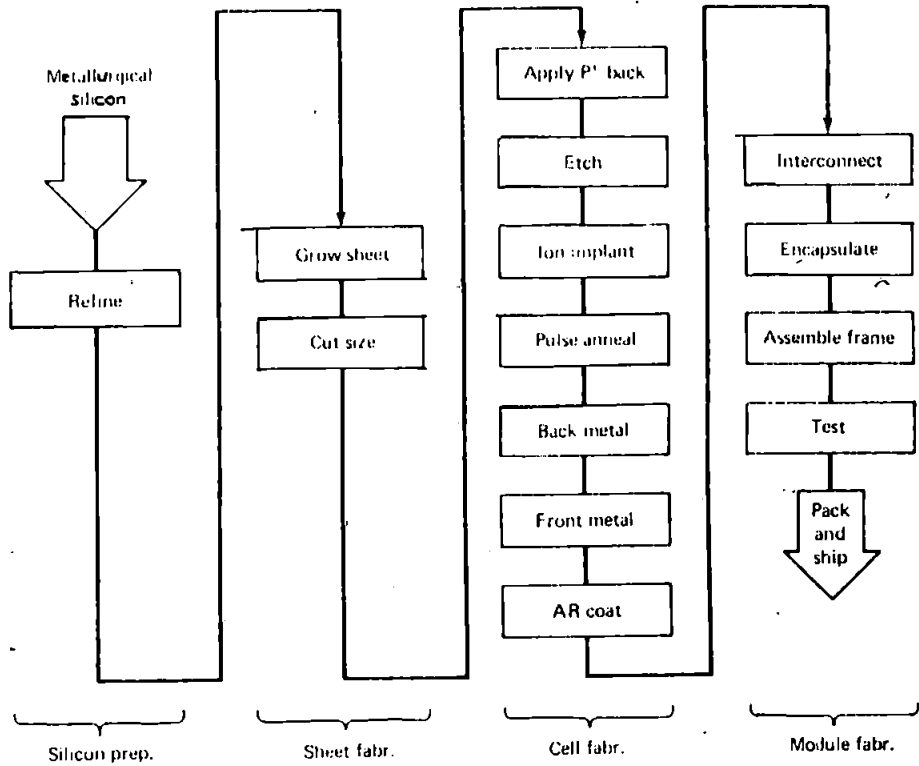 Metallurgical
silicon
Refine
Silicon prep.
Grow sheet
Cut size
Sheet fabr.
Apply P⁺ back
Etch
Ion implant
Pulse anneal
Back metal
Front metal
AR coat
Cell fabr.
Interconnect
Encapsulate
Assemble frame
Test
Pack
and
ship
Module fabr.